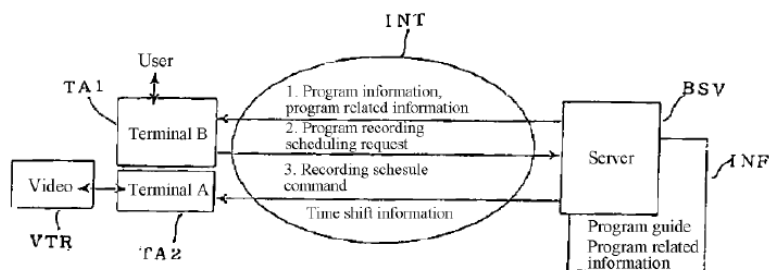 INT
User
TA1
1. Program information,
program related information
BSV
Terminal B
2. Program recording
scheduling request
Server
INF
3. Recording schesule
command
Video
Terminal A
Time shift information
VTR
TA2
Program guide
Program related
information